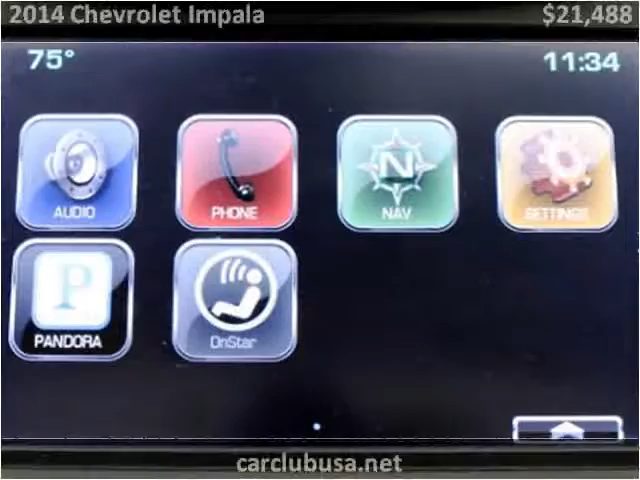 2014 Chevrolet Impala $21,488
75° 11:34
AUDIO PHONE N NAV SETTINGS
P PANDORA OnStar
carclubusa.net